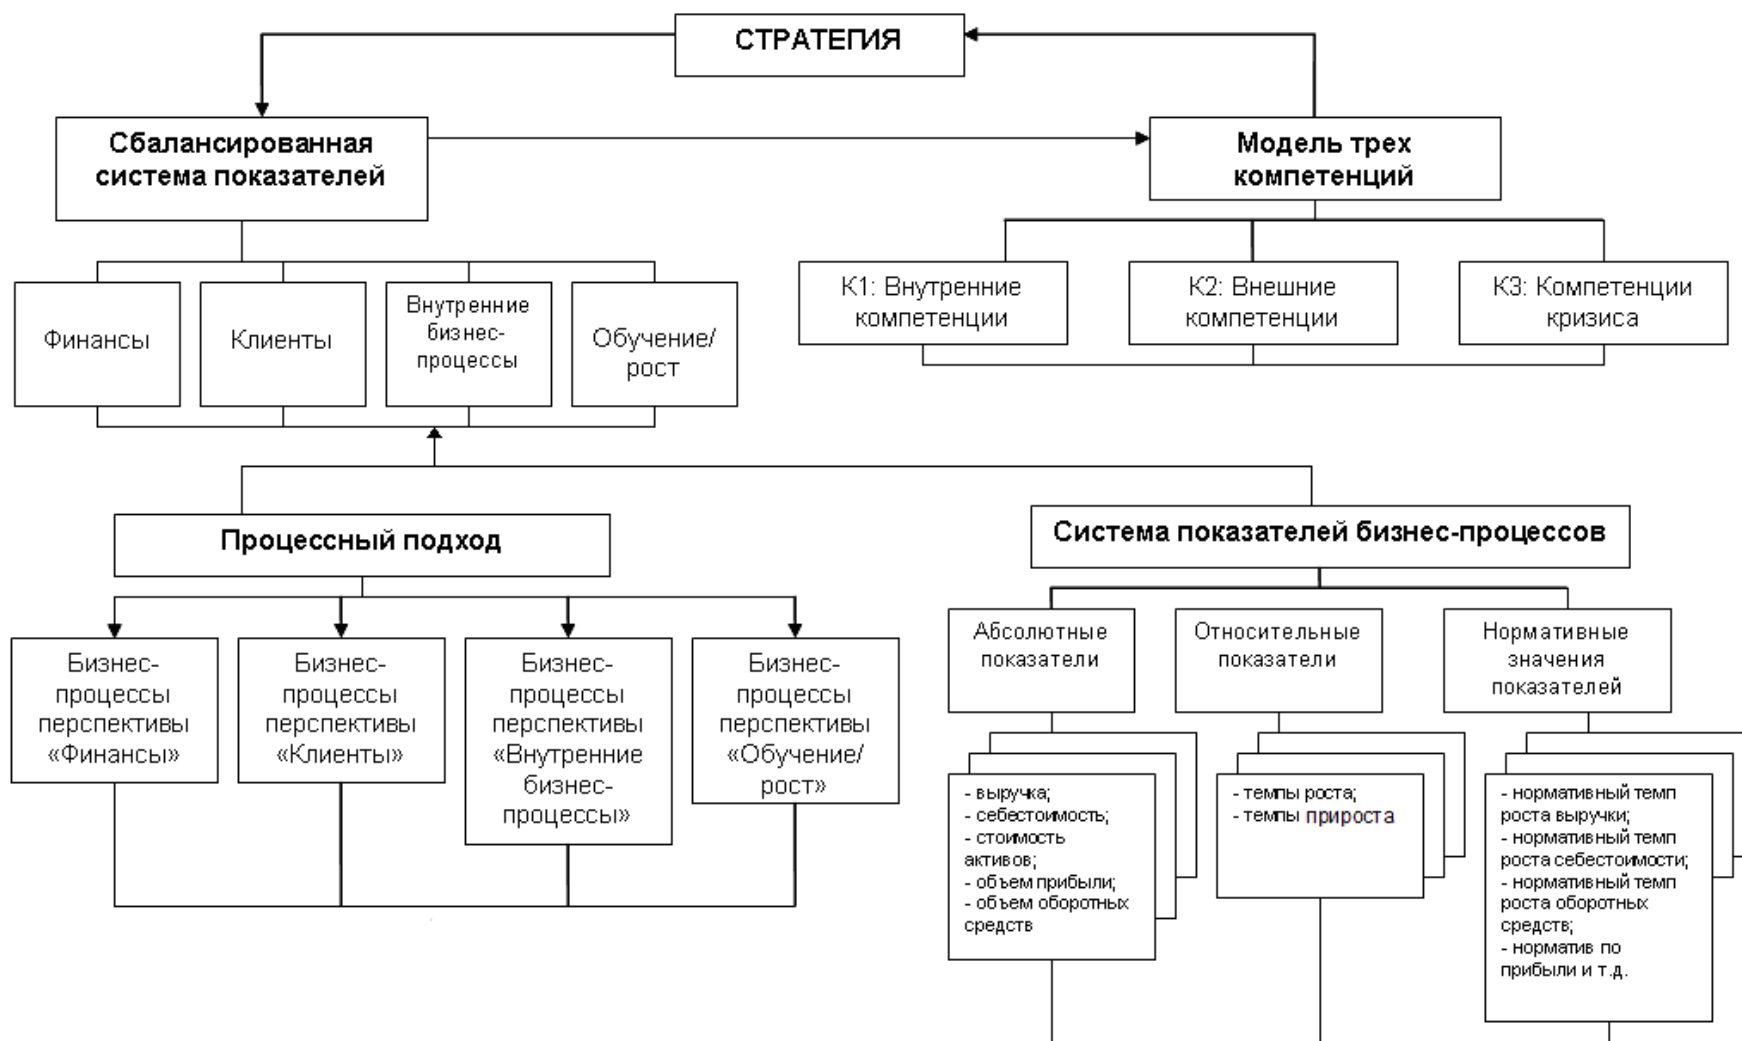 СТРАТЕГИЯ
Сбалансированная
система показателей
Модель трех
компетенций
Финансы
Клиенты
Внутренние
бизнес-
процессы
Обучение/
рост
К1: Внутренние
компетенции
К2: Внешние
компетенции
К3: Компетенции
кризиса
Процессный подход
Система показателей бизнес-процессов
Бизнес-
процессы
перспективы
«Финансы»
Бизнес-
процессы
перспективы
«Клиенты»
Бизнес-
процессы
перспективы
«Внутренние
бизнес-
процессы»
Бизнес-
процессы
перспективы
«Обучение/
рост»
Абсолютные
показатели
Относительные
показатели
Нормативные
значения
показателей
- выручка;
- себестоимость;
- стоимость
активов;
- объем прибыли;
- объем оборотных
средств
- темпы роста;
- темпы прироста
- нормативный темп
роста выручки;
- нормативный темп
роста себестоимости;
- нормативный темп
роста оборотных
средств;
- норматив по
прибыли и т.д.